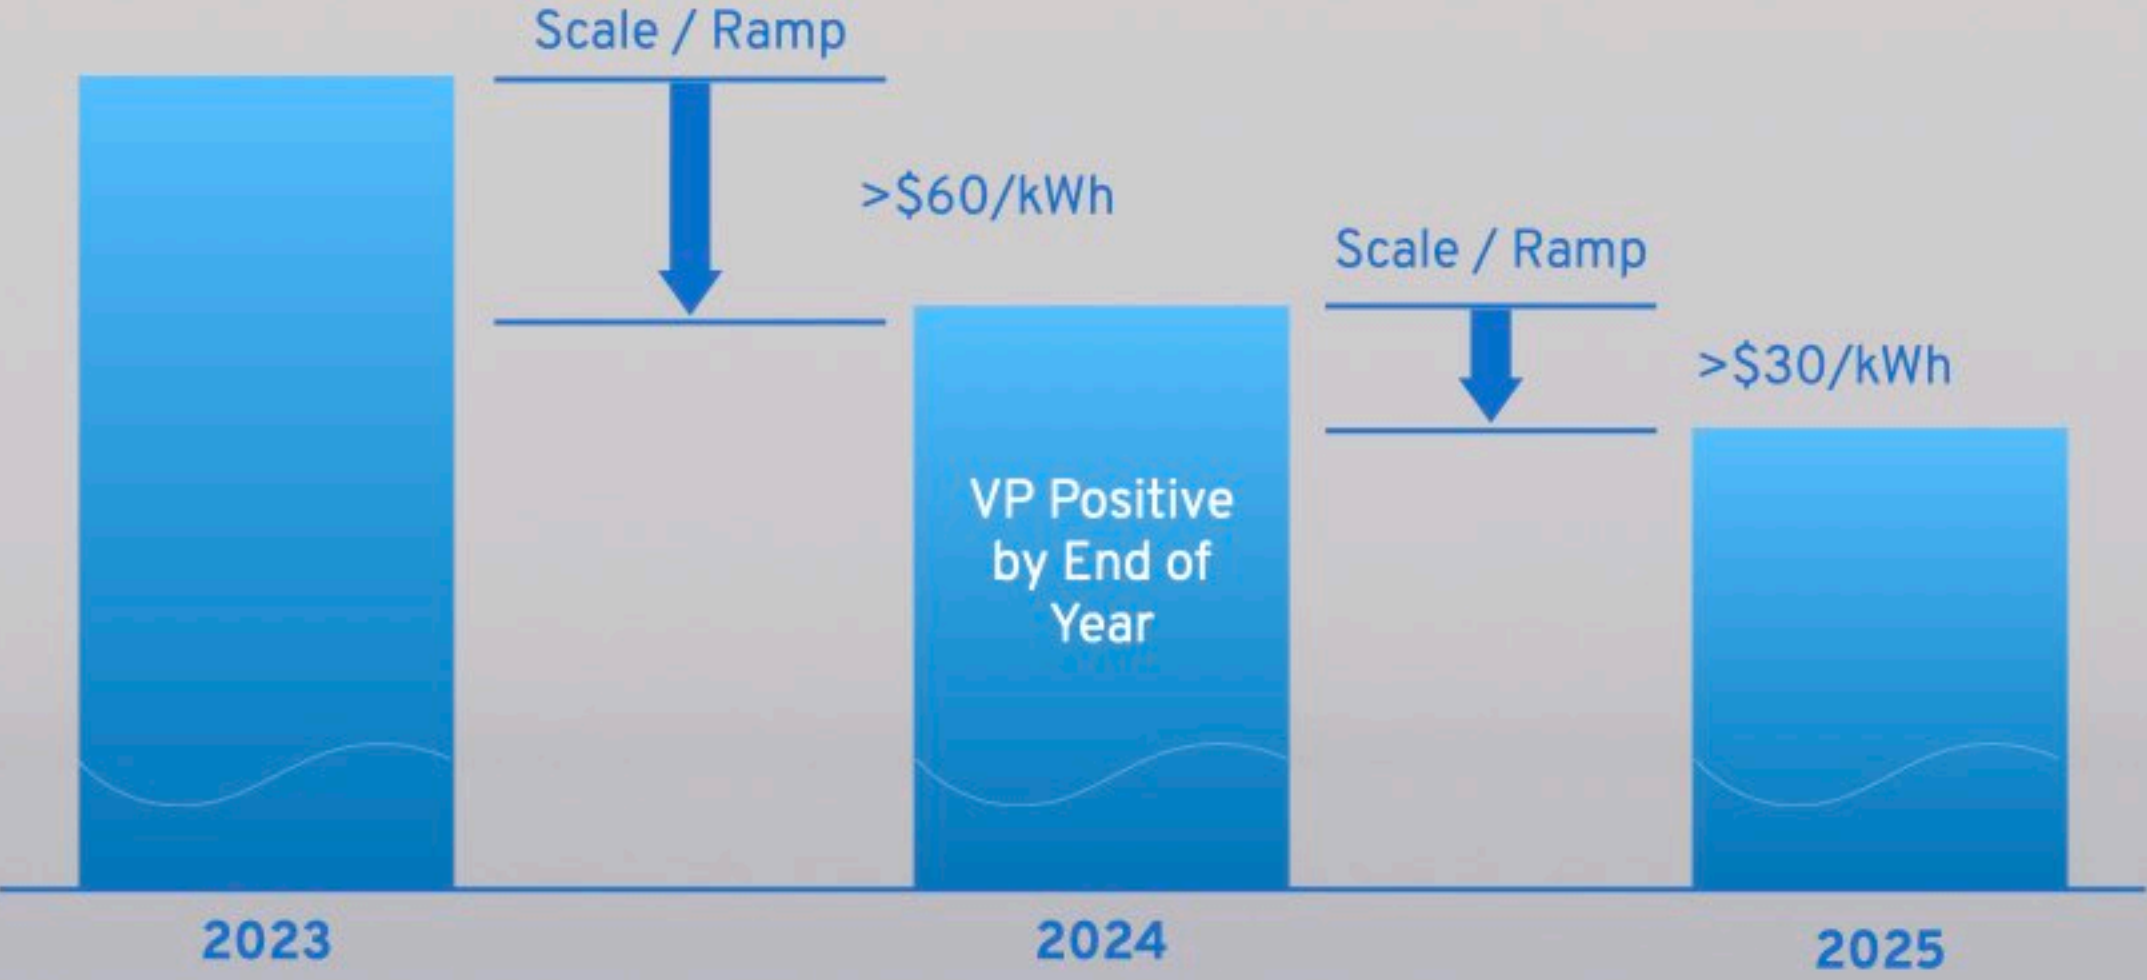 Scale / Ramp
>$60/kWh
Scale / Ramp
>$30/kWh
VP Positive
by End of
Year
2023
2024
2025